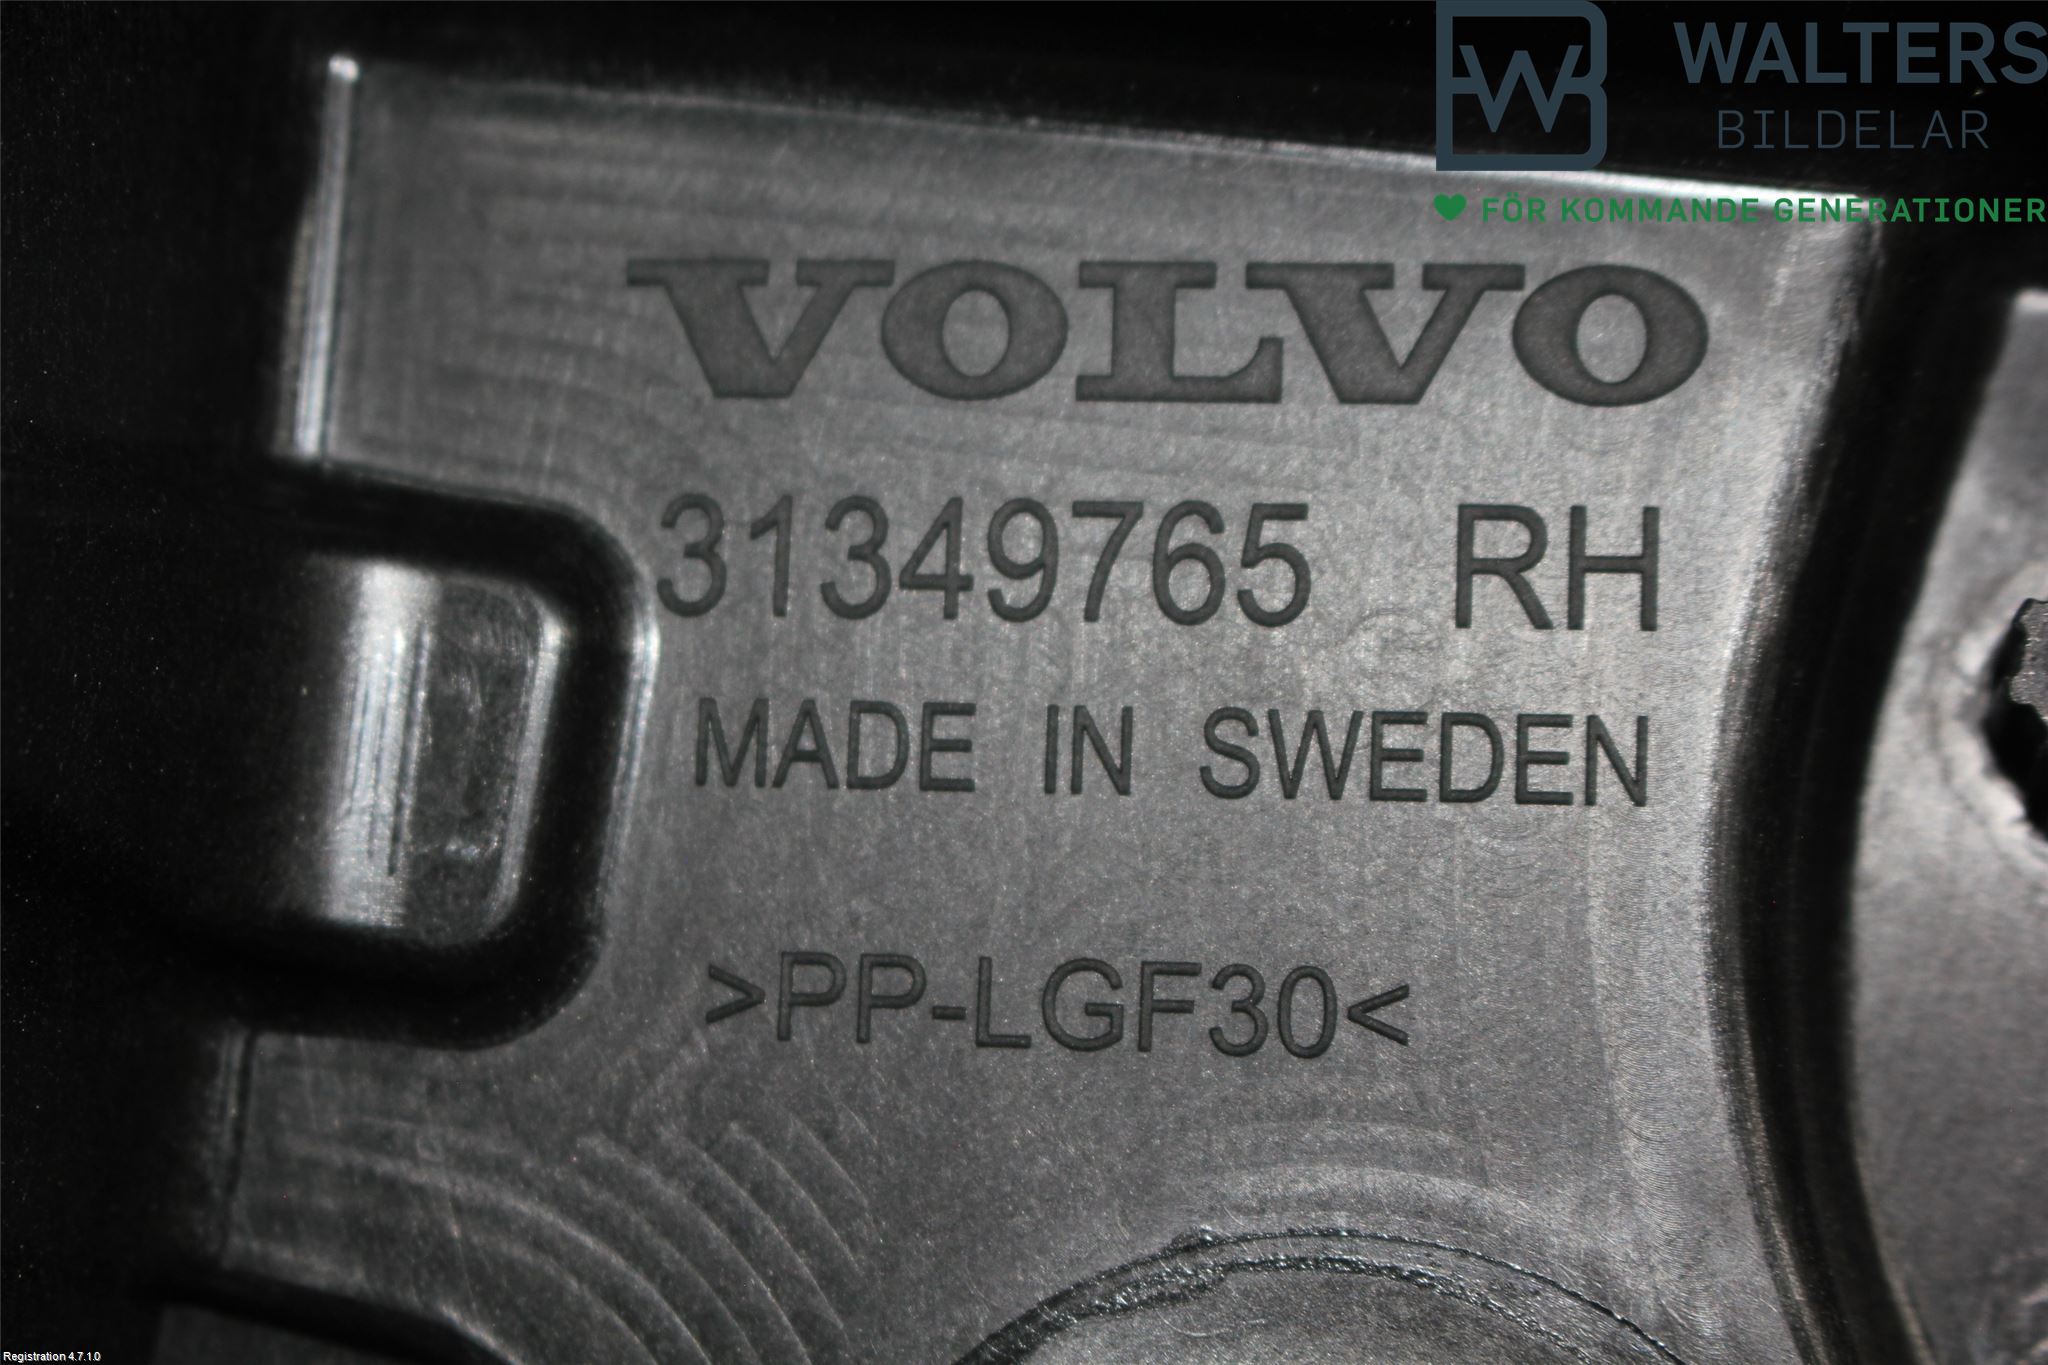 WALTERS
BILDELAR
FÖR KOMMANDE GENERATIONER
VOLVO
31349765 RH
MADE IN SWEDEN
>PP-LGF30<
Registration 4.7.1.0